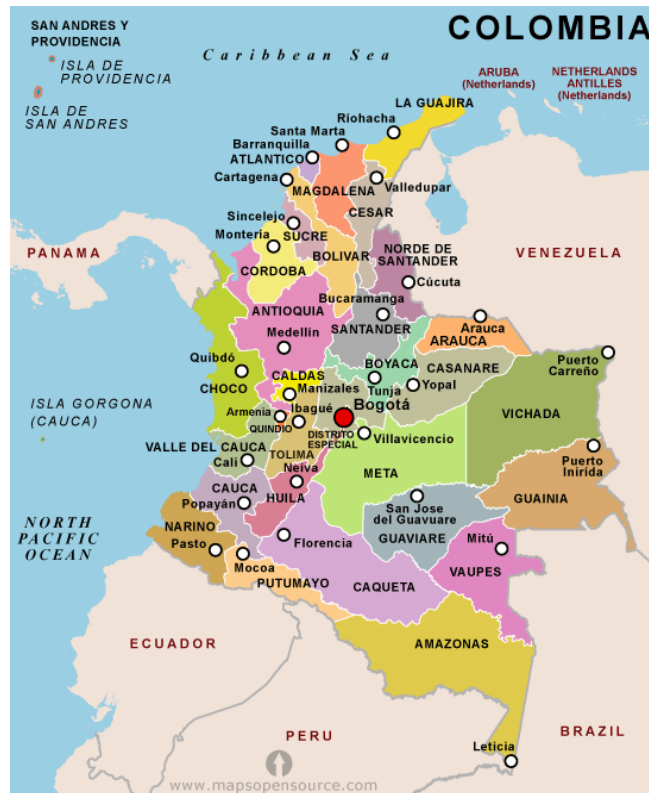 COLOMBIA
SAN ANDRES Y
PROVIDENCIA
ISLA DE
PROVIDENCIA
ISLA DE
SAN ANDRES
Caribbean Sea
ARUBA
(Netherlands)
NETHERLANDS
ANTILLES
(Netherlands)
LA GUAJIRA
Riohacha
Santa Marta
Barranquilla
ATLANTICO
Cartagena
MAGDALENA
Valledupar
CESAR
Sincelejo
SUCRE
Montería
BOLIVAR
NORDE DE
SANTANDER
PANAMA
VENEZUELA
CORDOBA
Cúcuta
Bucaramanga
ANTIOQUIA
SANTANDER
Arauca
ARAUCA
Medellín
Quibdó
BOYACA
CASANARE
Puerto
Carreño
CHOCO
CALDAS
Manizales
Tunja
Yopal
ISLA GORGONA
(CAUCA)
Armenia
Ibagué
Bogotá
VICHADA
QUINDIO
DISTRITO
ESPECIAL
Villavicencio
VALLE DEL CAUCA
Cali
TOLIMA
Neiva
META
Puerto
Inirida
CAUCA
HUILA
Popayán
San Jose
del Guavuare
GUAINIA
NORTH
PACIFIC
OCEAN
NARINO
Pasto
Florencia
GUAVIARE
Mitú
Mocoa
PUTUMAYO
CAQUETA
VAUPES
ECUADOR
AMAZONAS
PERU
BRAZIL
Leticia
www.mapsopensource.com